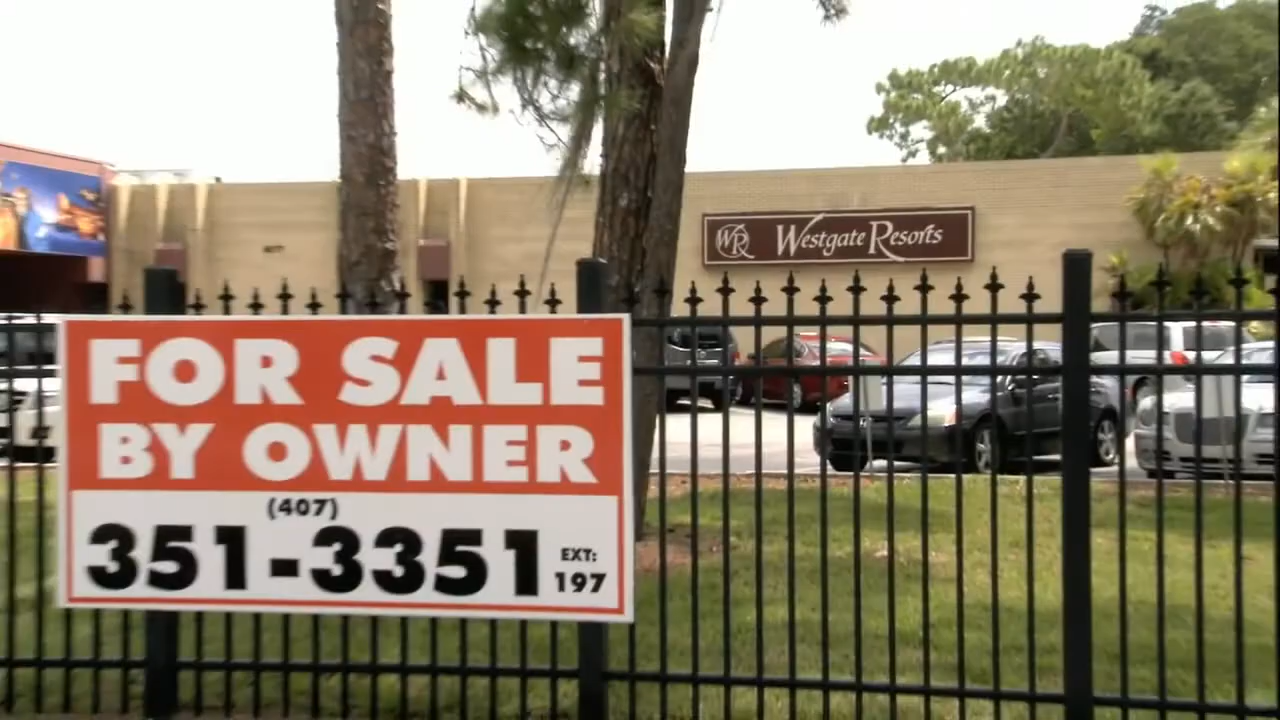 WR Westgate Resorts
FOR SALE
BY OWNER
(407)
351-3351
EXT:
197